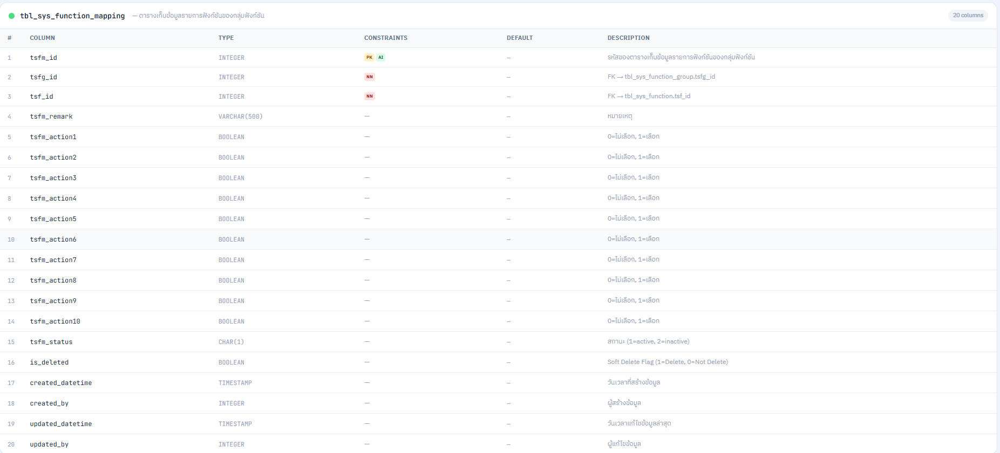 tbl_sys_function_mapping — ตารางเก็บข้อมูลรายการฟังก์ชันของกลุ่มฟังก์ชัน 20 columns
# COLUMN TYPE CONSTRAINTS DEFAULT DESCRIPTION
1 tsfm_id INTEGER PK AI — รหัสของตารางเก็บข้อมูลรายการฟังก์ชันของกลุ่มฟังก์ชัน
2 tsfg_id INTEGER NN — FK → tbl_sys_function_group.tsfg_id
3 tsf_id INTEGER NN — FK → tbl_sys_function.tsf_id
4 tsfm_remark VARCHAR(500) — — หมายเหตุ
5 tsfm_action1 BOOLEAN — — 0=ไม่เลือก, 1=เลือก
6 tsfm_action2 BOOLEAN — — 0=ไม่เลือก, 1=เลือก
7 tsfm_action3 BOOLEAN — — 0=ไม่เลือก, 1=เลือก
8 tsfm_action4 BOOLEAN — — 0=ไม่เลือก, 1=เลือก
9 tsfm_action5 BOOLEAN — — 0=ไม่เลือก, 1=เลือก
10 tsfm_action6 BOOLEAN — — 0=ไม่เลือก, 1=เลือก
11 tsfm_action7 BOOLEAN — — 0=ไม่เลือก, 1=เลือก
12 tsfm_action8 BOOLEAN — — 0=ไม่เลือก, 1=เลือก
13 tsfm_action9 BOOLEAN — — 0=ไม่เลือก, 1=เลือก
14 tsfm_action10 BOOLEAN — — 0=ไม่เลือก, 1=เลือก
15 tsfm_status CHAR(1) — — สถานะ (1=active, 2=inactive)
16 is_deleted BOOLEAN — — Soft Delete Flag (1=Delete, 0=Not Delete)
17 created_datetime TIMESTAMP — — วันเวลาที่สร้างข้อมูล
18 created_by INTEGER — — ผู้สร้างข้อมูล
19 updated_datetime TIMESTAMP — — วันเวลาแก้ไขข้อมูลล่าสุด
20 updated_by INTEGER — — ผู้แก้ไขข้อมูล